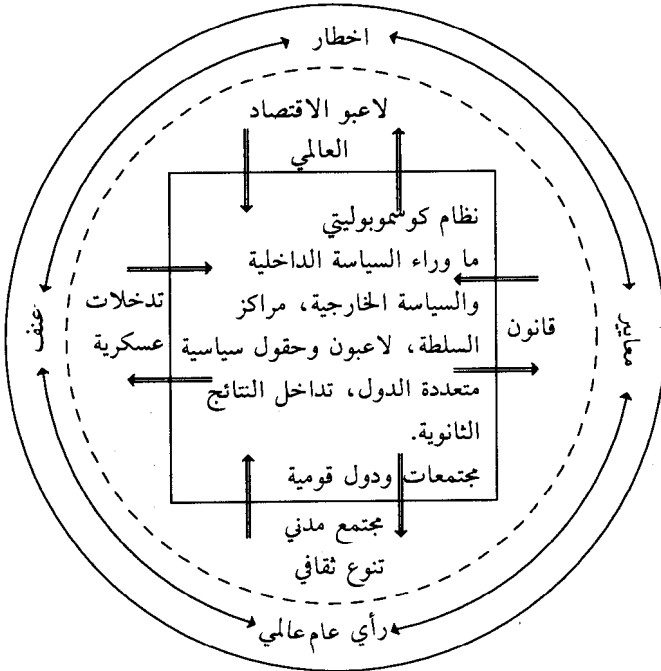 اخطار
لاعبو الاقتصاد
العالمي
نظام كوسموبوليتي
ما وراء السياسة الداخلية
والسياسة الخارجية، مراكز
السلطة، لاعبون وحقول سياسية
متعددة الدول، تداخل النتائج
الثانوية.
مجتمعات ودول قومية
معايير
قانون
تدخلات
عسكرية
عنف
مجتمع مدني
تنوع ثقافي
رأي عام عالمي